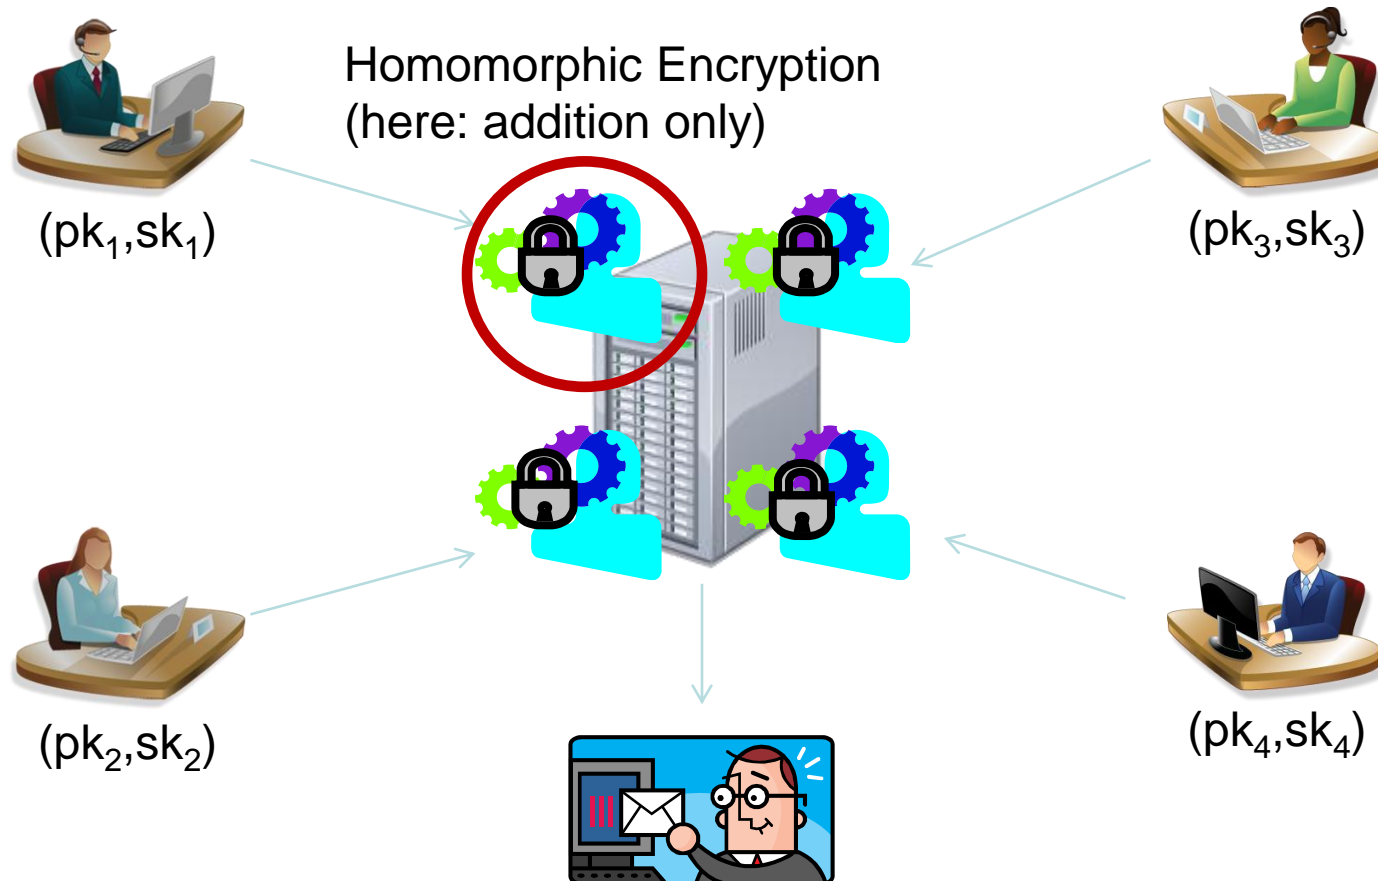 Homomorphic Encryption
(here: addition only)
(pk₁,sk₁)
(pk₃,sk₃)
(pk₂,sk₂)
(pk₄,sk₄)